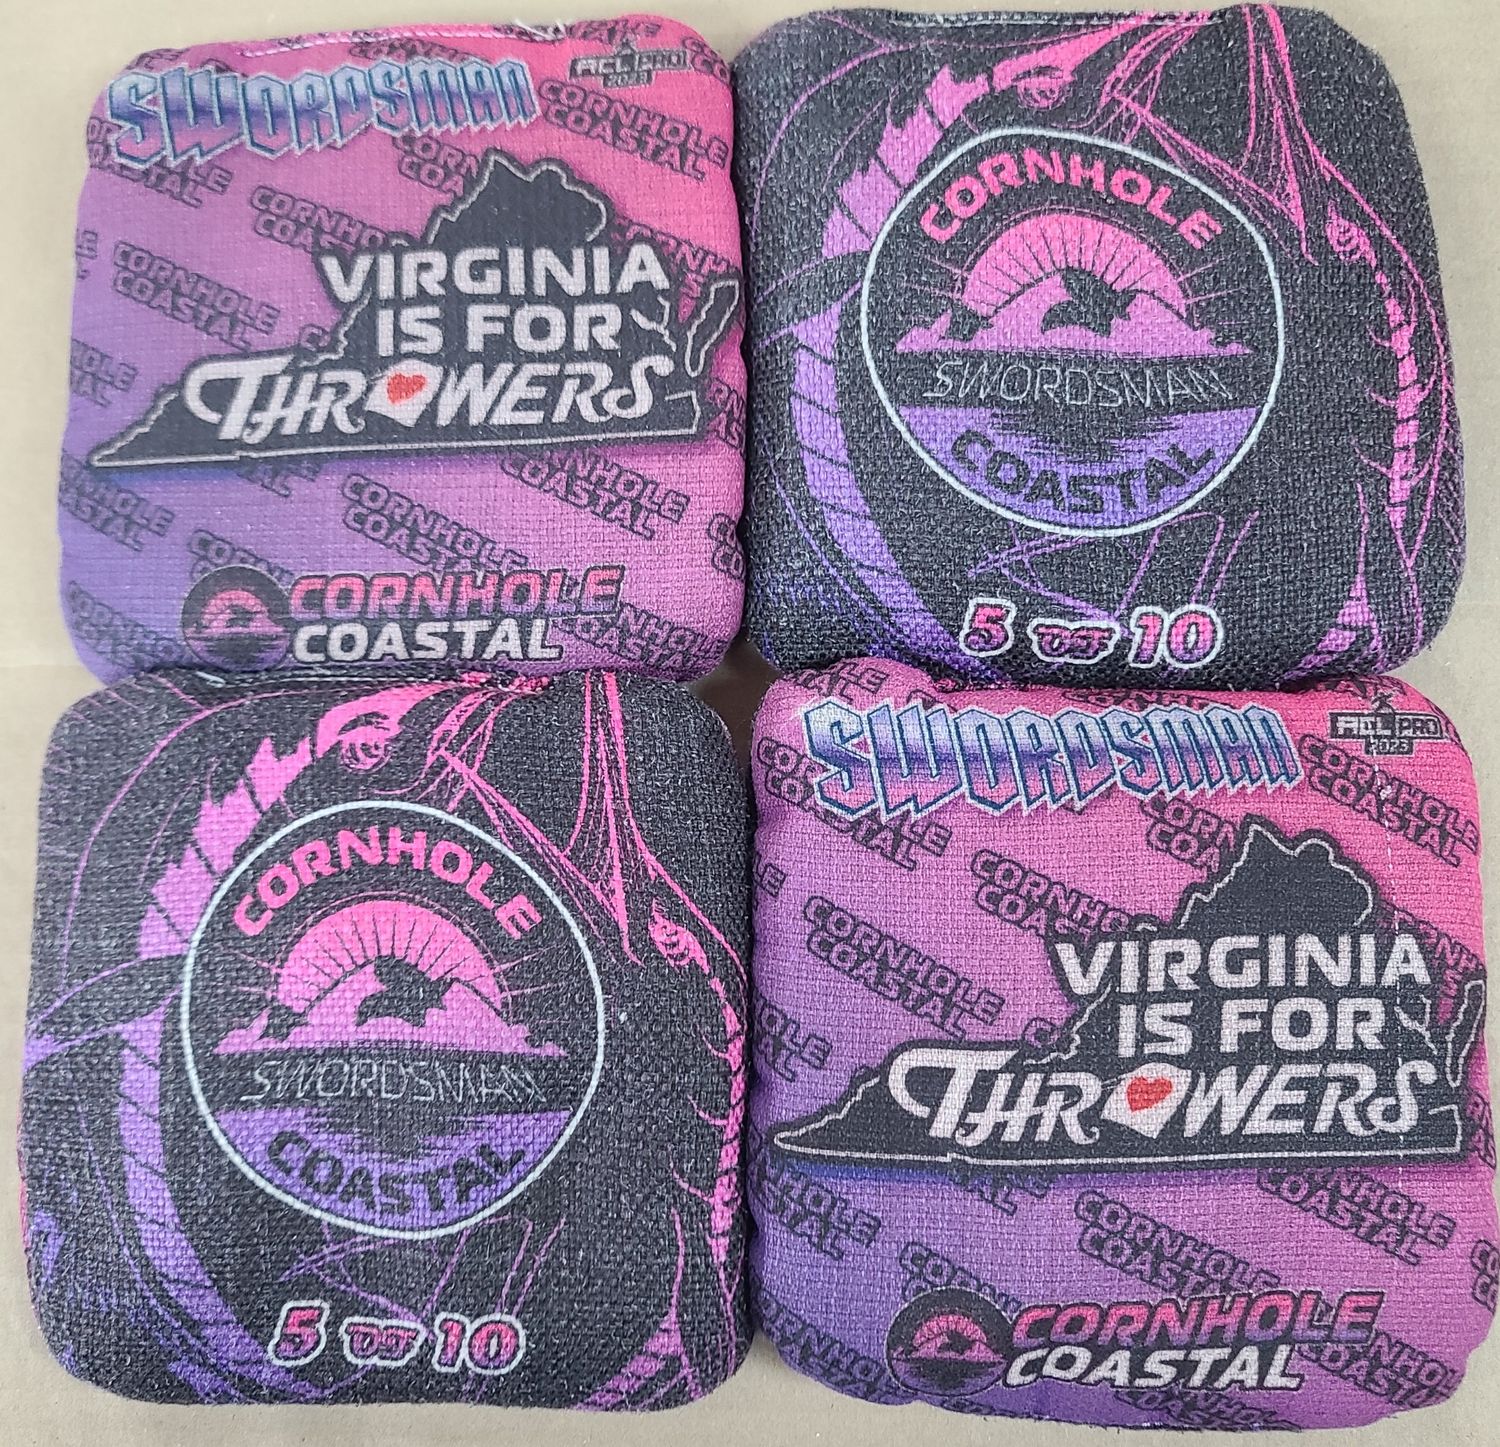 SWORDSMAN
ACL PRO
2023
VIRGINIA
IS FOR
THROWERS
CORNHOLE
COASTAL
CORNHOLE
SWORDSMAN
COASTAL
5 OF 10
CORNHOLE
SWORDSMAN
COASTAL
5 OF 10
SWORDSMAN
ACL PRO
2023
VIRGINIA
IS FOR
THROWERS
CORNHOLE
COASTAL